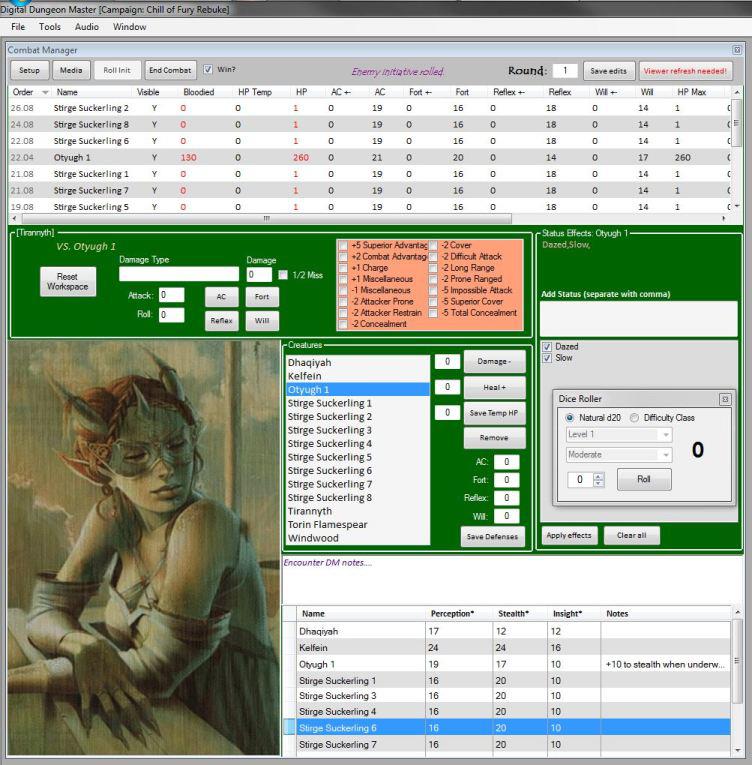 Digital Dungeon Master [Campaign: Chill of Fury Rebuke]
File Tools Audio Window
Combat Manager
Setup Media Roll Init End Combat Win? Enemy initiative rolled. Round: 1 Save edits Viewer refresh needed!
Order Name Visible Bloodied HP Temp HP AC +- AC Fort +- Fort Reflex +- Reflex Will +- Will HP Max
26.08 Stirge Suckerling 2 Y 0 0 1 0 19 0 16 0 18 0 14 1
24.08 Stirge Suckerling 8 Y 0 0 1 0 19 0 16 0 18 0 14 1
22.08 Stirge Suckerling 6 Y 0 0 1 0 19 0 16 0 18 0 14 1
22.04 Otyugh 1 Y 130 0 260 0 21 0 20 0 14 0 17 260
21.08 Stirge Suckerling 1 Y 0 0 1 0 19 0 16 0 18 0 14 1
21.08 Stirge Suckerling 7 Y 0 0 1 0 19 0 16 0 18 0 14 1
19.08 Stirge Suckerling 5 Y 0 0 1 0 19 0 16 0 18 0 14 1
[Tirannyth]
VS. Otyugh 1
Damage Type Damage
Reset Workspace
0 1/2 Miss
Attack: 0 AC Fort
Roll: 0 Reflex Will
+5 Superior Advantag -2 Cover
+2 Combat Advantag -2 Difficult Attack
+1 Charge -2 Long Range
+1 Miscellaneous -2 Prone Ranged
-1 Miscellaneous -5 Impossible Attack
-2 Attacker Prone -5 Superior Cover
-2 Attacker Restrain -5 Total Concealment
-2 Concealment
Status Effects: Otyugh 1
Dazed,Slow,
Add Status (separate with comma)
Dazed
Slow
Dice Roller
Natural d20 Difficulty Class
Level 1
Moderate
0
0 Roll
Apply effects Clear all
Creatures
Dhaqiyah
Kelfein
Otyugh 1
Stirge Suckerling 1
Stirge Suckerling 2
Stirge Suckerling 3
Stirge Suckerling 4
Stirge Suckerling 5
Stirge Suckerling 6
Stirge Suckerling 7
Stirge Suckerling 8
Tirannyth
Torin Flamespear
Windwood
0 Damage -
0 Heal +
0 Save Temp HP
Remove
AC: 0
Fort: 0
Reflex: 0
Will: 0
Save Defenses
Encounter DM notes....
Name Perception* Stealth* Insight* Notes
Dhaqiyah 17 12 12
Kelfein 24 24 16
Otyugh 1 19 17 10 +10 to stealth when underw...
Stirge Suckerling 1 16 20 10
Stirge Suckerling 3 16 20 10
Stirge Suckerling 4 16 20 10
Stirge Suckerling 6 16 20 10
Stirge Suckerling 7 16 20 10